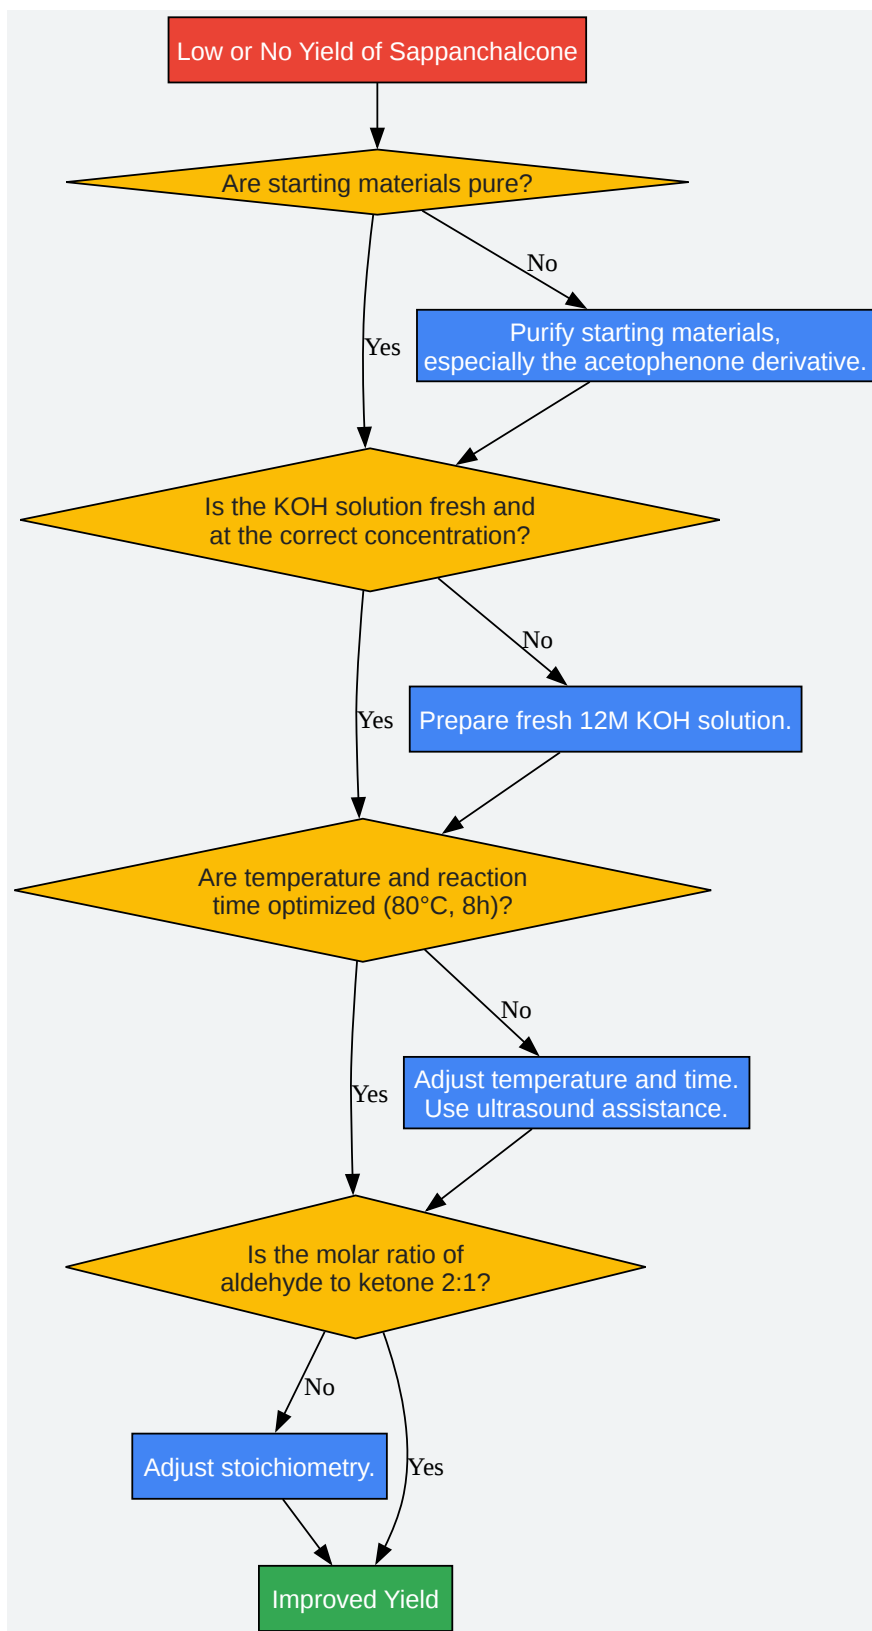 Low or No Yield of Sappanchalcone
Are starting materials pure?
No
Purify starting materials,
especially the acetophenone derivative.
Yes
Is the KOH solution fresh and
at the correct concentration?
No
Prepare fresh 12M KOH solution.
Yes
Are temperature and reaction
time optimized (80°C, 8h)?
No
Adjust temperature and time.
Use ultrasound assistance.
Yes
Is the molar ratio of
aldehyde to ketone 2:1?
No
Adjust stoichiometry.
Yes
Improved Yield